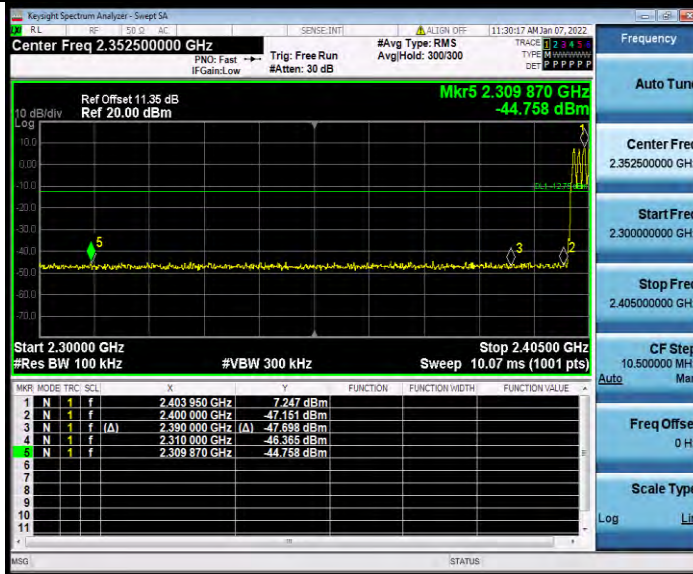 Keysight Spectrum Analyzer - Swept SA
RL RF 50 Ω AC SENSE:INT ALIGN OFF 11:30:17 AM Jan 07, 2022
Center Freq 2.352500000 GHz
PNO: Fast
IFGain:Low
Trig: Free Run
#Atten: 30 dB
#Avg Type: RMS
Avg|Hold: 300/300
TRACE 1 2 3 4 5 6
TYPE M
DET P P P P P P
Mkr5 2.309 870 GHz
-44.758 dBm
Ref Offset 11.35 dB
10 dB/div Ref 20.00 dBm
Log
10.0
0.00
-10.0
-20.0
-30.0
-40.0
-50.0
-60.0
-70.0
1
2
3
5
Start 2.30000 GHz Stop 2.40500 GHz
#Res BW 100 kHz #VBW 300 kHz Sweep 10.07 ms (1001 pts)
MKR MODE TRC SCL X Y FUNCTION FUNCTION WIDTH FUNCTION VALUE
1 N 1 f 2.403 950 GHz 7.247 dBm
2 N 1 f 2.400 000 GHz -47.151 dBm
3 N 1 f (Δ) 2.390 000 GHz (Δ) -47.698 dBm
4 N 1 f 2.310 000 GHz -46.365 dBm
5 N 1 f 2.309 870 GHz -44.758 dBm
6
7
8
9
10
11
MSG STATUS
Frequency
Auto Tune
Center Freq
2.352500000 GH
Start Freq
2.300000000 GH
Stop Freq
2.405000000 GH
CF Step
10.500000 MH
Auto Man
Freq Offse
0 H
Scale Type
Log Lin